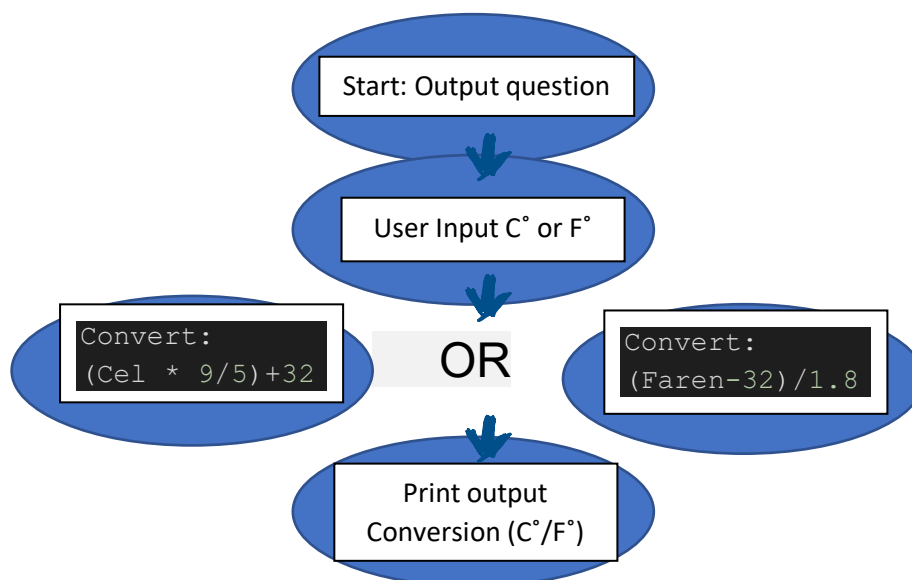 Start: Output question
User Input C˚ or F˚
Convert:
(Cel * 9/5)+32
OR
Convert:
(Faren-32)/1.8
Print output
Conversion (C˚/F˚)